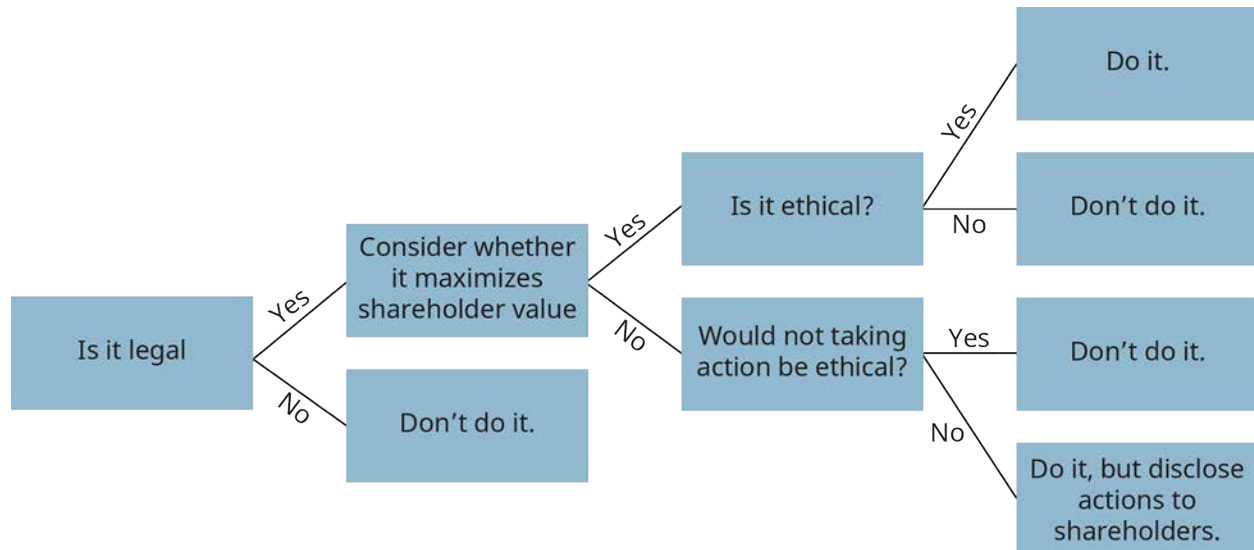 Is it legal
Yes
No
Consider whether
it maximizes
shareholder value
Don’t do it.
Yes
No
Is it ethical?
Would not taking
action be ethical?
Yes
No
Yes
No
Do it.
Don’t do it.
Don’t do it.
Do it, but disclose
actions to
shareholders.